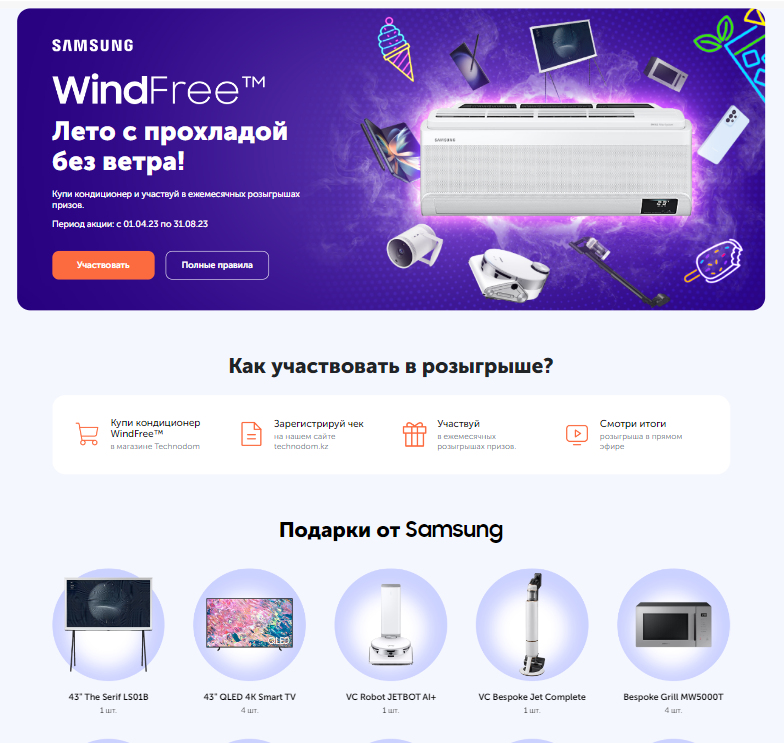 SAMSUNG
WindFree™
Лето с прохладой
без ветра!
Купи кондиционер и участвуй в ежемесячных розыгрышах
призов.
Период акции: с 01.04.23 по 31.08.23
Участвовать
Полные правила
SAMSUNG
Как участвовать в розыгрыше?
Купи кондиционер
WindFree™
в магазине Technodom
Зарегистрируй чек
на нашем сайте
technodom.kz
Участвуй
в ежемесячных
розыгрышах призов.
Смотри итоги
розыгрыша в прямом
эфире
Подарки от Samsung
QLED
43" The Serif LS01B
1 шт.
43" QLED 4K Smart TV
4 шт.
VC Robot JETBOT AI+
1 шт.
VC Bespoke Jet Complete
1 шт.
Bespoke Grill MW5000T
4 шт.